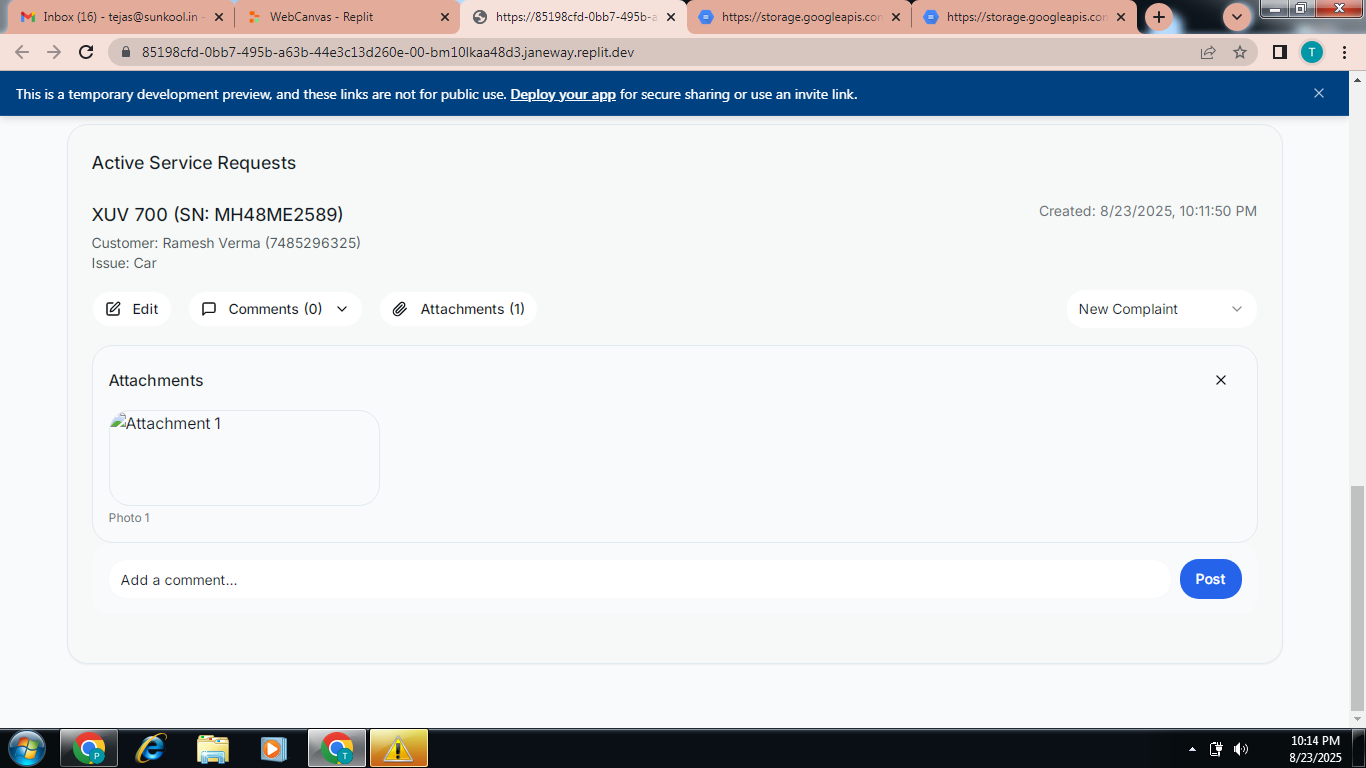 Inbox (16) - tejas@sunkool.in -
WebCanvas - Replit
https://85198cfd-0bb7-495b-a
https://storage.googleapis.com
https://storage.googleapis.com
85198cfd-0bb7-495b-a63b-44e3c13d260e-00-bm10lkaa48d3.janeway.replit.dev
T
This is a temporary development preview, and these links are not for public use. Deploy your app for secure sharing or use an invite link.
Active Service Requests
XUV 700 (SN: MH48ME2589)
Created: 8/23/2025, 10:11:50 PM
Customer: Ramesh Verma (7485296325)
Issue: Car
Edit
Comments (0)
Attachments (1)
New Complaint
Attachments
Attachment 1
Photo 1
Add a comment...
Post
P
T
10:14 PM
8/23/2025